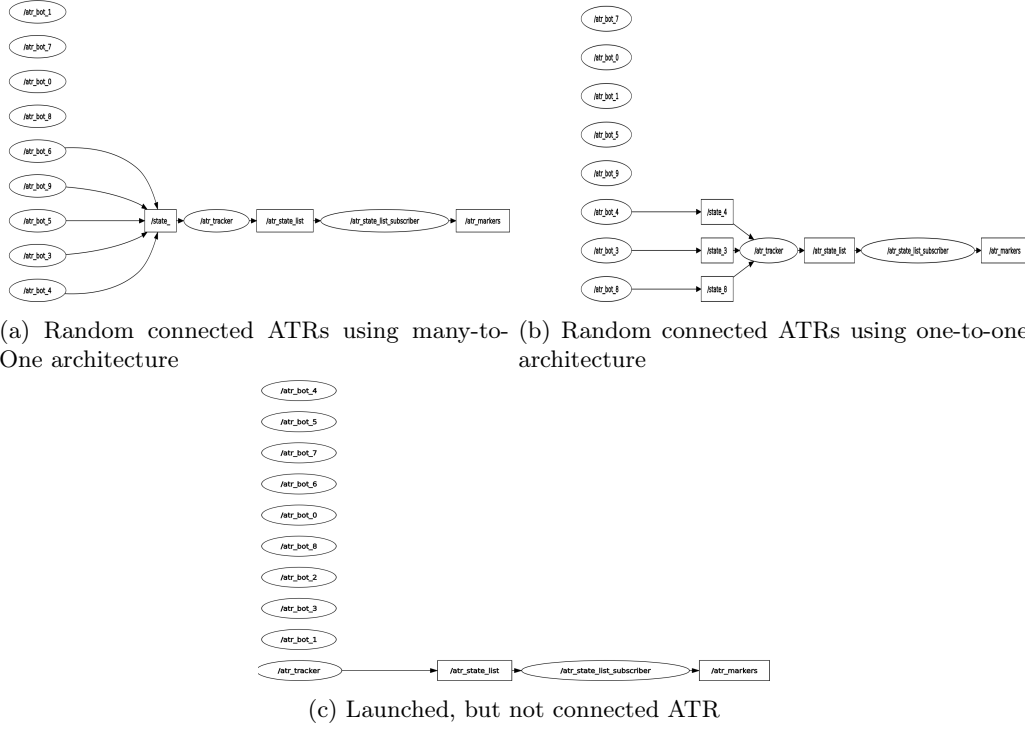 /atr_bot_1
/atr_bot_7
/atr_bot_0
/atr_bot_8
/atr_bot_6
/atr_bot_9
/atr_bot_5
/atr_bot_3
/atr_bot_4
/state_
/atr_tracker
/atr_state_list
/atr_state_list_subscriber
/atr_markers
(a) Random connected ATRs using many-to-
One architecture
/atr_bot_7
/atr_bot_0
/atr_bot_1
/atr_bot_5
/atr_bot_9
/atr_bot_4
/atr_bot_3
/atr_bot_8
/state_4
/state_3
/state_8
/atr_tracker
/atr_state_list
/atr_state_list_subscriber
/atr_markers
(b) Random connected ATRs using one-to-one
architecture
/atr_bot_4
/atr_bot_5
/atr_bot_7
/atr_bot_6
/atr_bot_0
/atr_bot_8
/atr_bot_2
/atr_bot_3
/atr_bot_1
/atr_tracker
/atr_state_list
/atr_state_list_subscriber
/atr_markers
(c) Launched, but not connected ATR